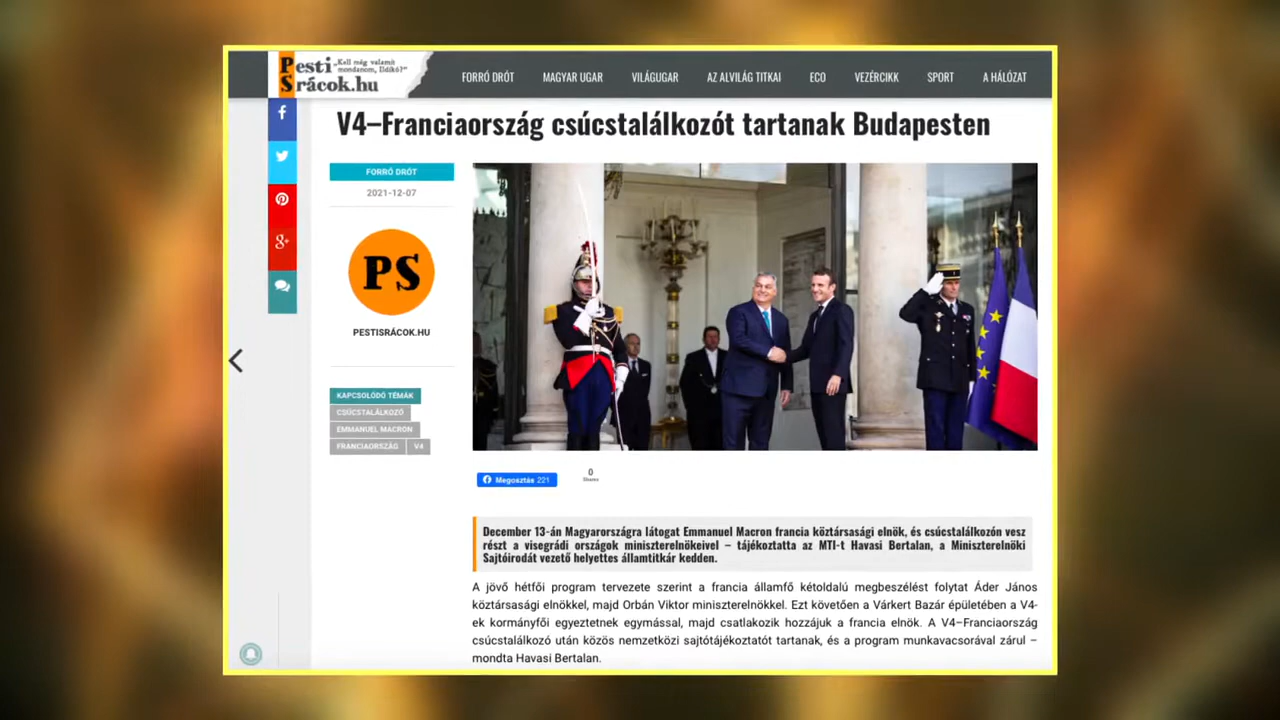 Pesti „Kell még valamit
mondanom, Ildikó?”
Srácok.hu
FORRÓ DRÓT MAGYAR UGAR VILÁGUGAR AZ ALVILÁG TITKAI ECO VEZÉRCIKK SPORT A HÁLÓZAT
V4–Franciaország csúcstalálkozót tartanak Budapesten
FORRÓ DRÓT
2021-12-07
PS
PESTISRÁCOK.HU
KAPCSOLÓDÓ TÉMÁK
CSÚCSTALÁLKOZÓ
EMMANUEL MACRON
FRANCIAORSZÁG V4
Megosztás 221
0
Shares
December 13-án Magyarországra látogat Emmanuel Macron francia köztársasági elnök, és csúcstalálkozón vesz
részt a visegrádi országok miniszterelnökeivel – tájékoztatta az MTI-t Havasi Bertalan, a Miniszterelnöki
Sajtóirodát vezető helyettes államtitkár kedden.
A jövő hétfői program tervezete szerint a francia államfő kétoldalú megbeszélést folytat Áder János
köztársasági elnökkel, majd Orbán Viktor miniszterelnökkel. Ezt követően a Várkert Bazár épületében a V4-
ek kormányfői egyeztetnek egymással, majd csatlakozik hozzájuk a francia elnök. A V4–Franciaország
csúcstalálkozó után közös nemzetközi sajtótájékoztatót tartanak, és a program munkavacsorával zárul –
mondta Havasi Bertalan.